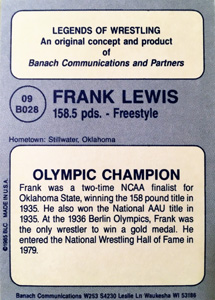 LEGENDS OF WRESTLING
An original concept and product
of
Banach Communications and Partners
09
B028
FRANK LEWIS
158.5 pds. - Freestyle
Hometown: Stillwater, Oklahoma
OLYMPIC CHAMPION
Frank was a two-time NCAA finalist for
Oklahoma State, winning the 158 pound title in
1935. He also won the National AAU title in
1935. At the 1936 Berlin Olympics, Frank was
the only wrestler to win a gold medal. He
entered the National Wrestling Hall of Fame in
1979.
©1985 BLC MADE IN U.S.A.
Banach Communications W253 S4230 Leslie Ln Waukesha WI 53186